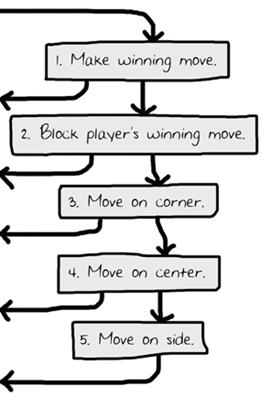 1. Make winning move.
2. Block player's winning move.
3. Move on corner.
4. Move on center.
5. Move on side.